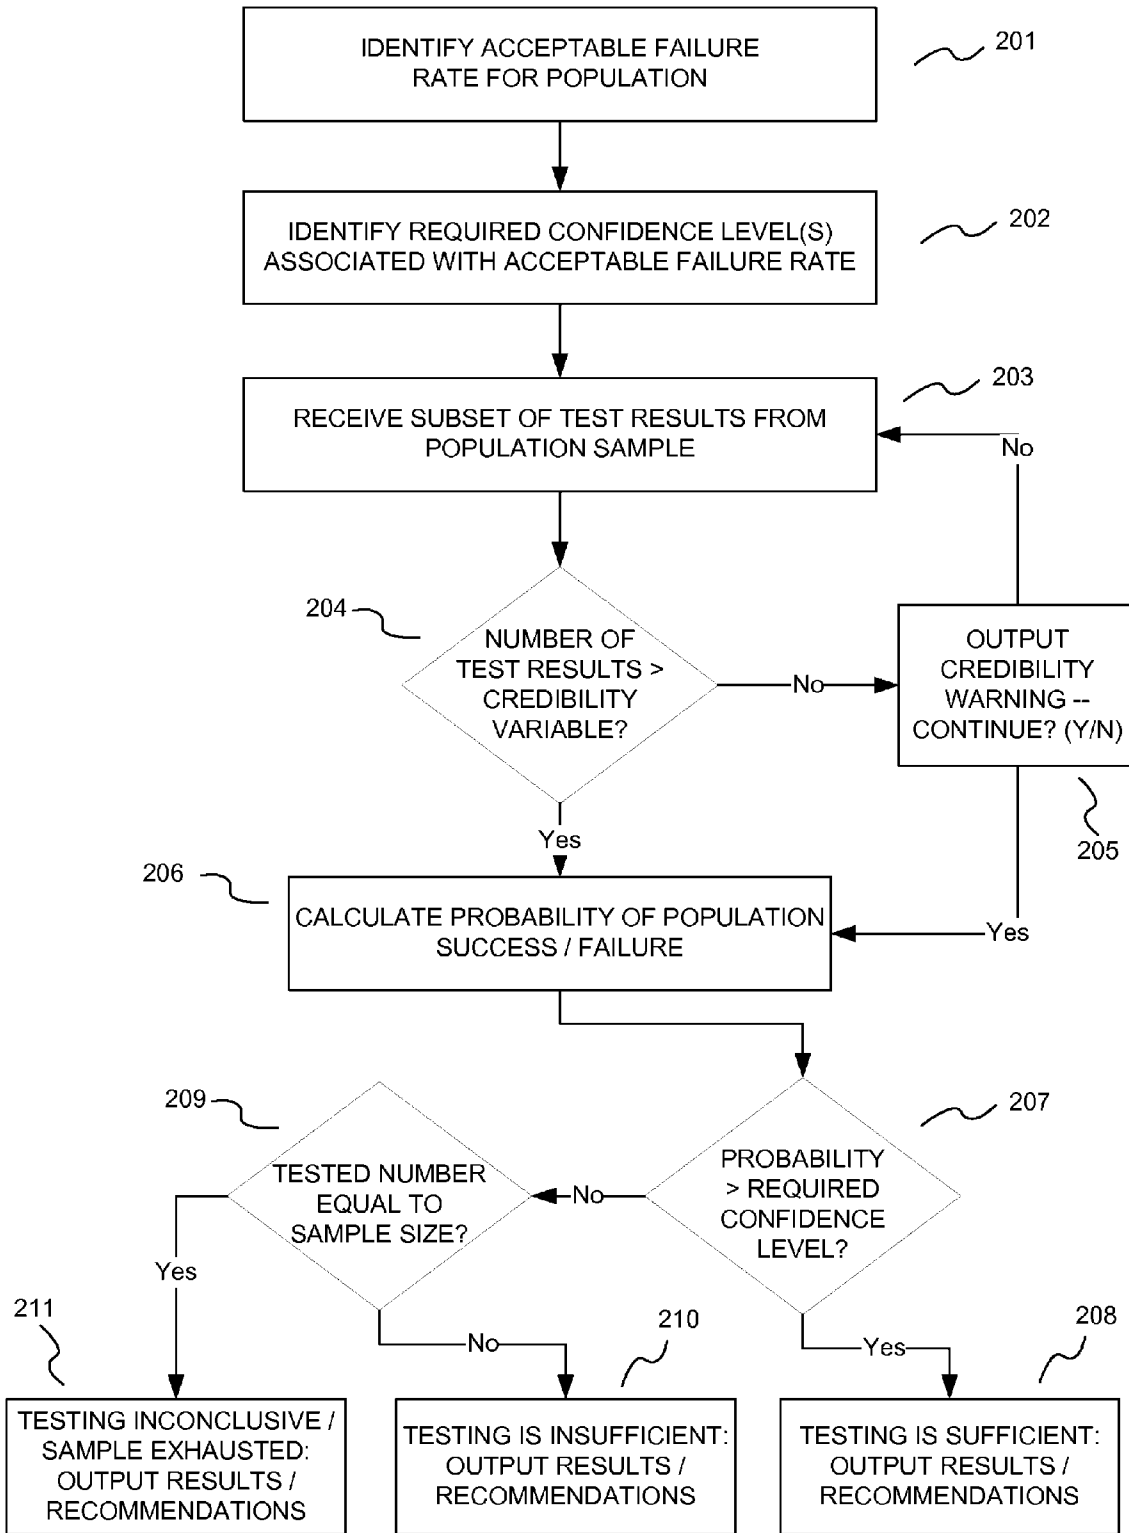 IDENTIFY ACCEPTABLE FAILURE
RATE FOR POPULATION
201
IDENTIFY REQUIRED CONFIDENCE LEVEL(S)
ASSOCIATED WITH ACCEPTABLE FAILURE RATE
202
RECEIVE SUBSET OF TEST RESULTS FROM
POPULATION SAMPLE
203
No
204
NUMBER OF
TEST RESULTS >
CREDIBILITY
VARIABLE?
No
OUTPUT
CREDIBILITY
WARNING --
CONTINUE? (Y/N)
205
Yes
Yes
206
CALCULATE PROBABILITY OF POPULATION
SUCCESS / FAILURE
207
PROBABILITY
> REQUIRED
CONFIDENCE
LEVEL?
No
209
TESTED NUMBER
EQUAL TO
SAMPLE SIZE?
Yes
No
Yes
211
TESTING INCONCLUSIVE /
SAMPLE EXHAUSTED:
OUTPUT RESULTS /
RECOMMENDATIONS
210
TESTING IS INSUFFICIENT:
OUTPUT RESULTS /
RECOMMENDATIONS
208
TESTING IS SUFFICIENT:
OUTPUT RESULTS /
RECOMMENDATIONS